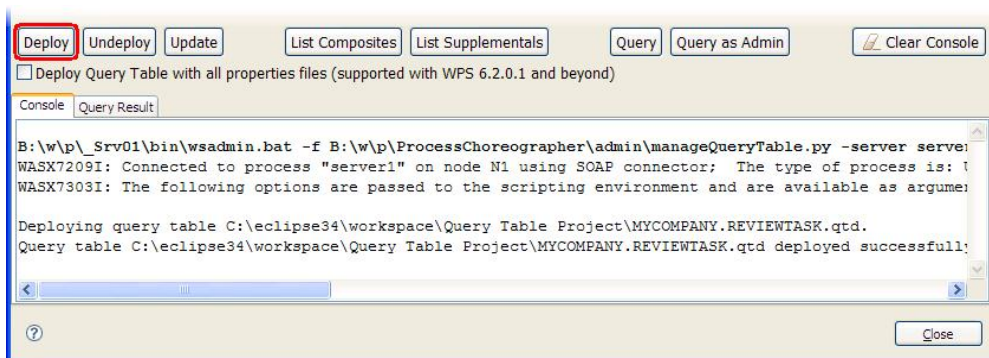 Deploy Undeploy Update List Composites List Supplementals Query Query as Admin Clear Console
Deploy Query Table with all properties files (supported with WPS 6.2.0.1 and beyond)
Console Query Result
B:\w\p\_Srv01\bin\wsadmin.bat -f B:\w\p\ProcessChoreographer\admin\manageQueryTable.py -server server
WASX7209I: Connected to process "server1" on node N1 using SOAP connector; The type of process is: U
WASX7303I: The following options are passed to the scripting environment and are available as argume
Deploying query table C:\eclipse34\workspace\Query Table Project\MYCOMPANY.REVIEWTASK.qtd.
Query table C:\eclipse34\workspace\Query Table Project\MYCOMPANY.REVIEWTASK.qtd deployed successfully
Close